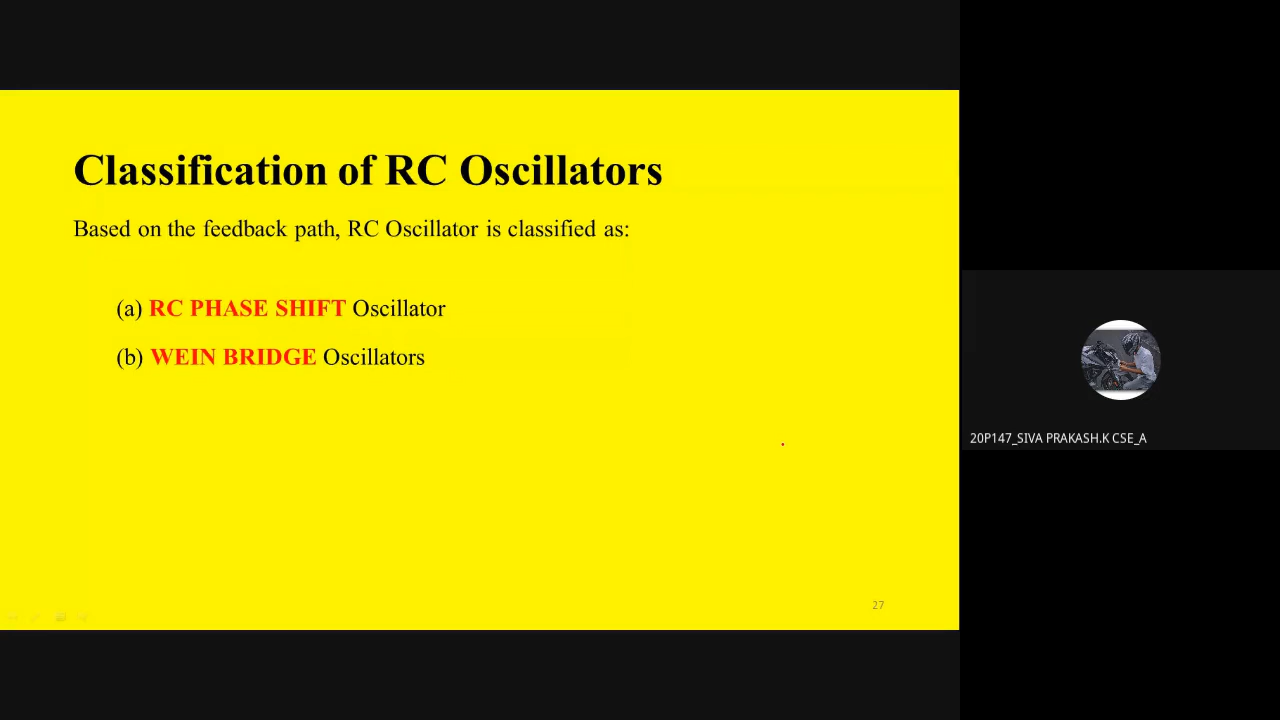 Classification of RC Oscillators
Based on the feedback path, RC Oscillator is classified as:
(a) RC PHASE SHIFT Oscillator
(b) WEIN BRIDGE Oscillators
27
20P147_SIVA PRAKASH.K CSE_A